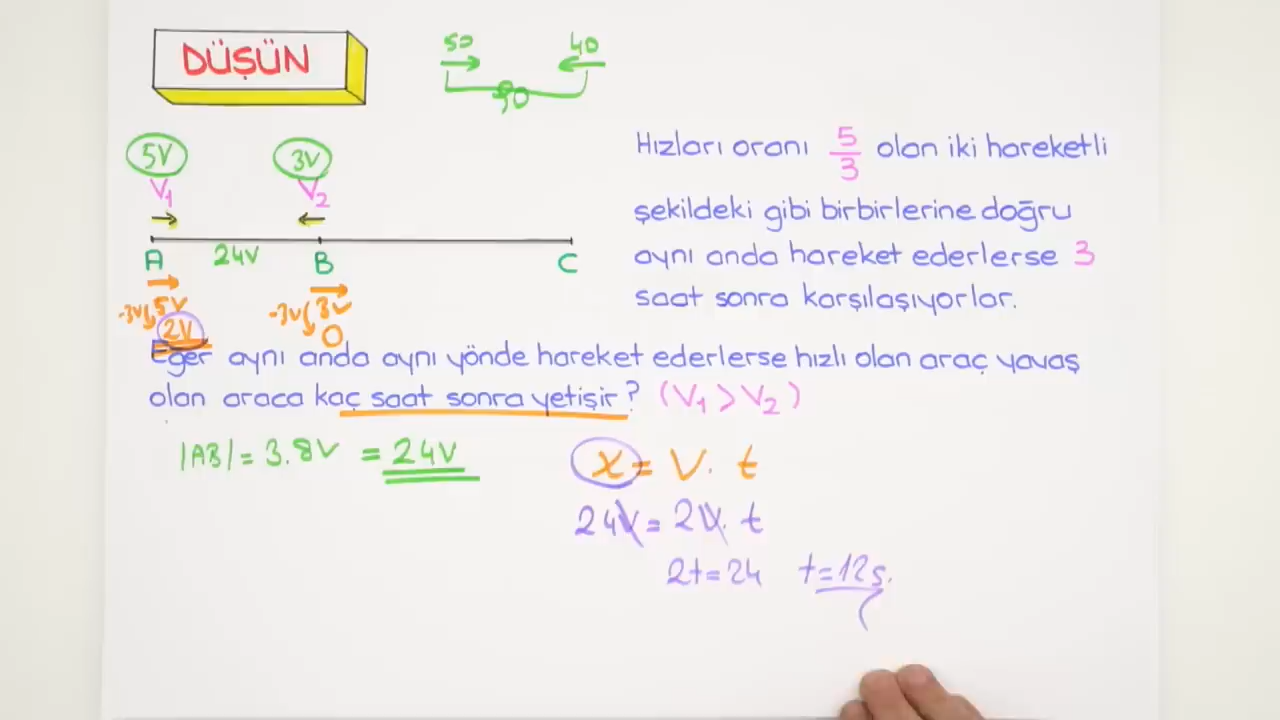 DÜŞÜN
50 40
90
5V 3V
V₁ V₂
24V
A B C
-3V 5V -3V 3V
2V 0
Hızları oranı 5/3 olan iki hareketli
şekildeki gibi birbirlerine doğru
aynı anda hareket ederlerse 3
saat sonra karşılaşıyorlar.
Eğer aynı anda aynı yönde hareket ederlerse hızlı olan araç yavaş
olan araca kaç saat sonra yetişir? (V₁ > V₂)
|AB| = 3.8V = 24V
x = V. t
24V = 2V. t
2t = 24 t = 12s.